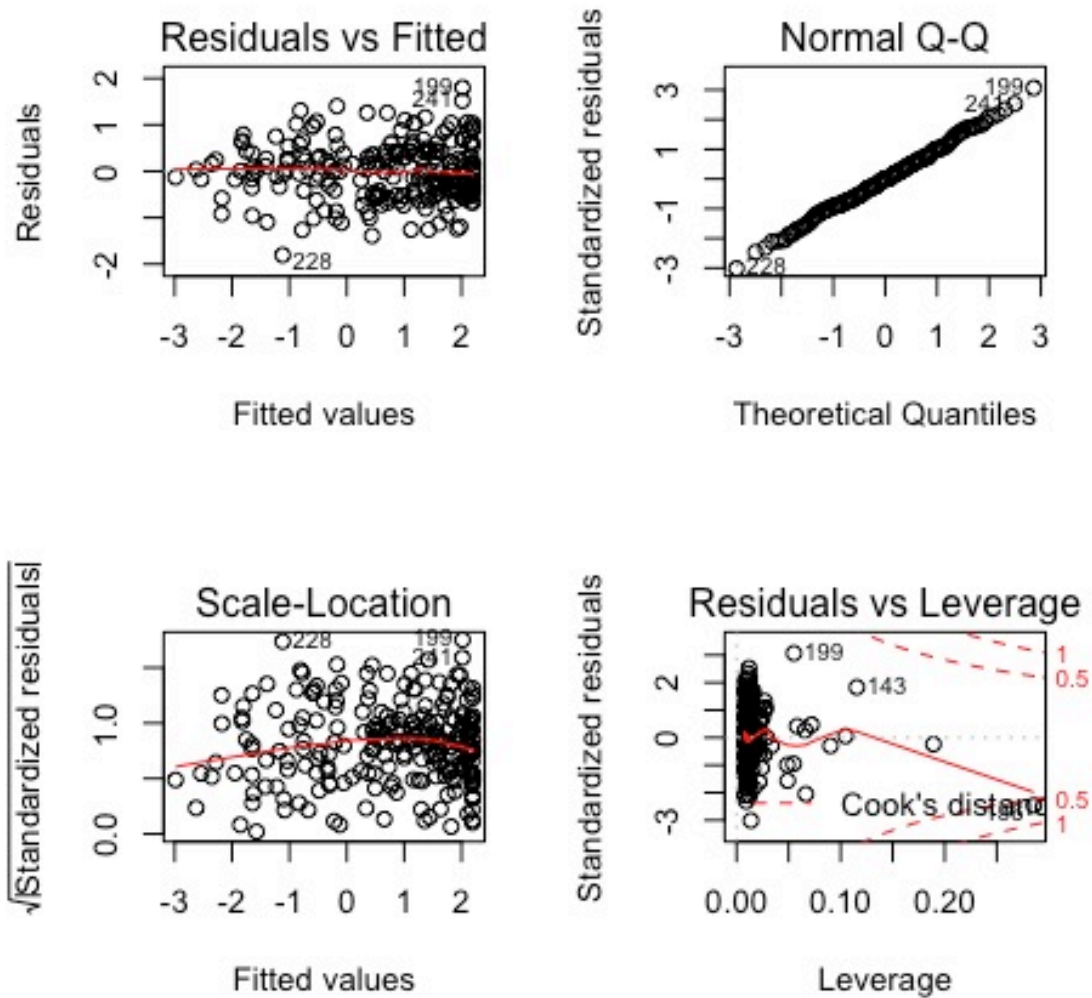 Residuals vs Fitted
Residuals
2
1
0
-2
199
241
228
-3 -2 -1 0 1 2
Fitted values
Normal Q-Q
Standardized residuals
3
1
-1
-3
199
241
228
-3 -1 0 1 2 3
Theoretical Quantiles
Scale-Location
√|Standardized residuals|
1.0
0.0
228
199
241
-3 -2 -1 0 1 2
Fitted values
Residuals vs Leverage
Standardized residuals
2
0
-3
199
143
1
0.5
0.5
1
Cook's distanc
0.00 0.10 0.20
Leverage